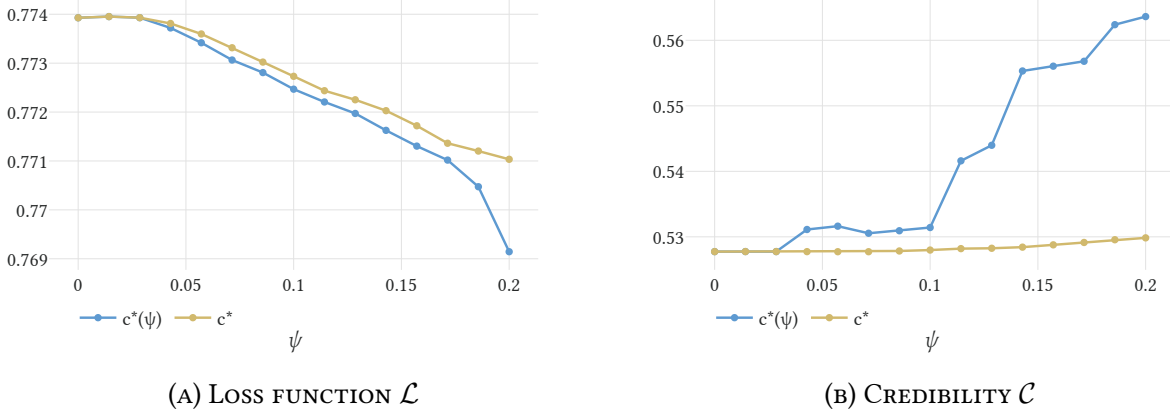 0.774
0.773
0.772
0.771
0.77
0.769
0 0.05 0.1 0.15 0.2
c*(ψ) c*
ψ
(A) Loss function ℒ
0.56
0.55
0.54
0.53
0 0.05 0.1 0.15 0.2
c*(ψ) c*
ψ
(B) Credibility 𝒞